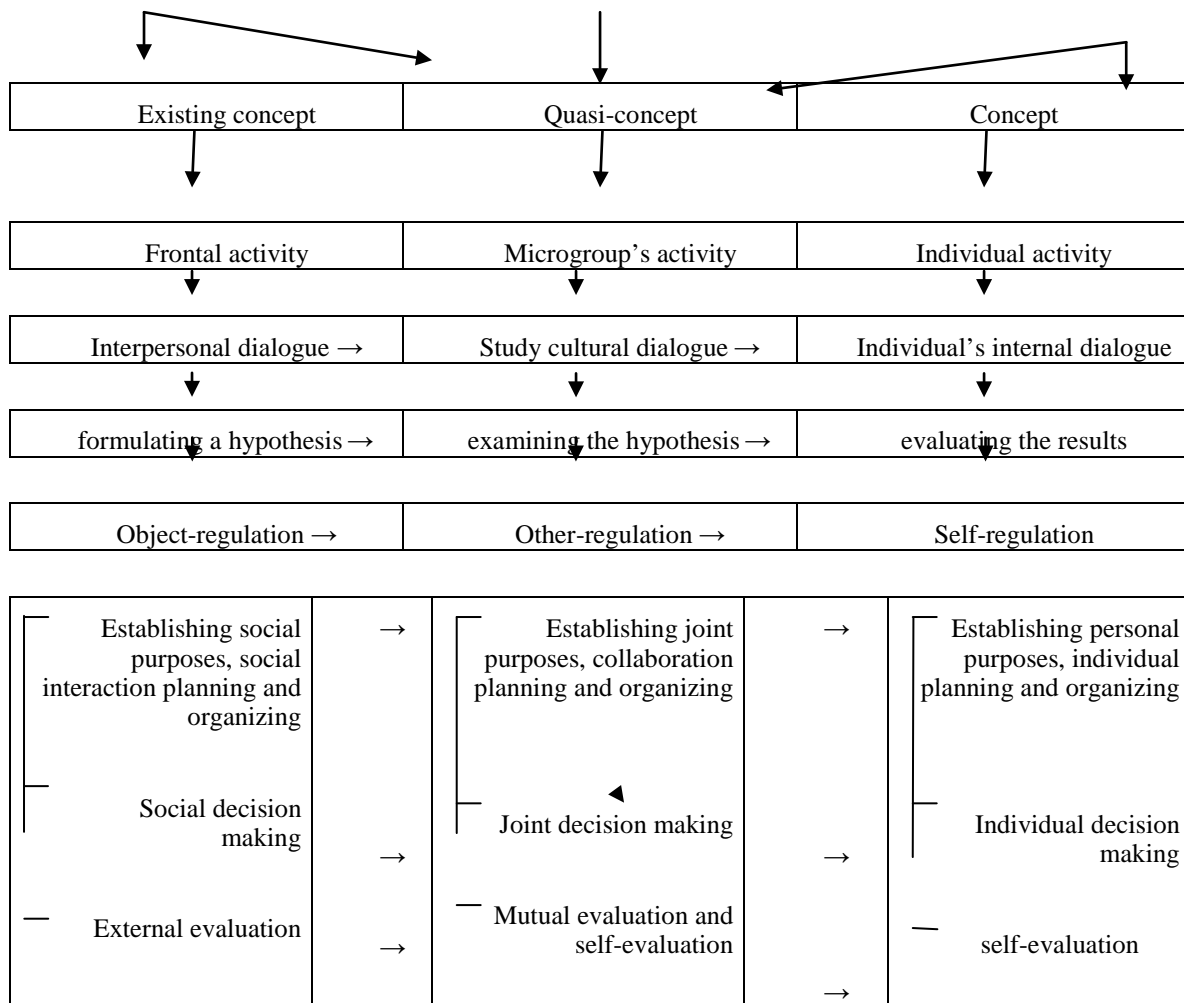 Existing concept Quasi-concept Concept
Frontal activity Microgroup's activity Individual activity
Interpersonal dialogue → Study cultural dialogue → Individual's internal dialogue
formulating a hypothesis → examining the hypothesis → evaluating the results
Object-regulation → Other-regulation → Self-regulation
Establishing social
purposes, social
interaction planning and
organizing
→
Establishing joint
purposes, collaboration
planning and organizing
→
Establishing personal
purposes, individual
planning and organizing
Social decision
making
→
Joint decision making
→
Individual decision
making
External evaluation
→
Mutual evaluation and
self-evaluation
→
self-evaluation